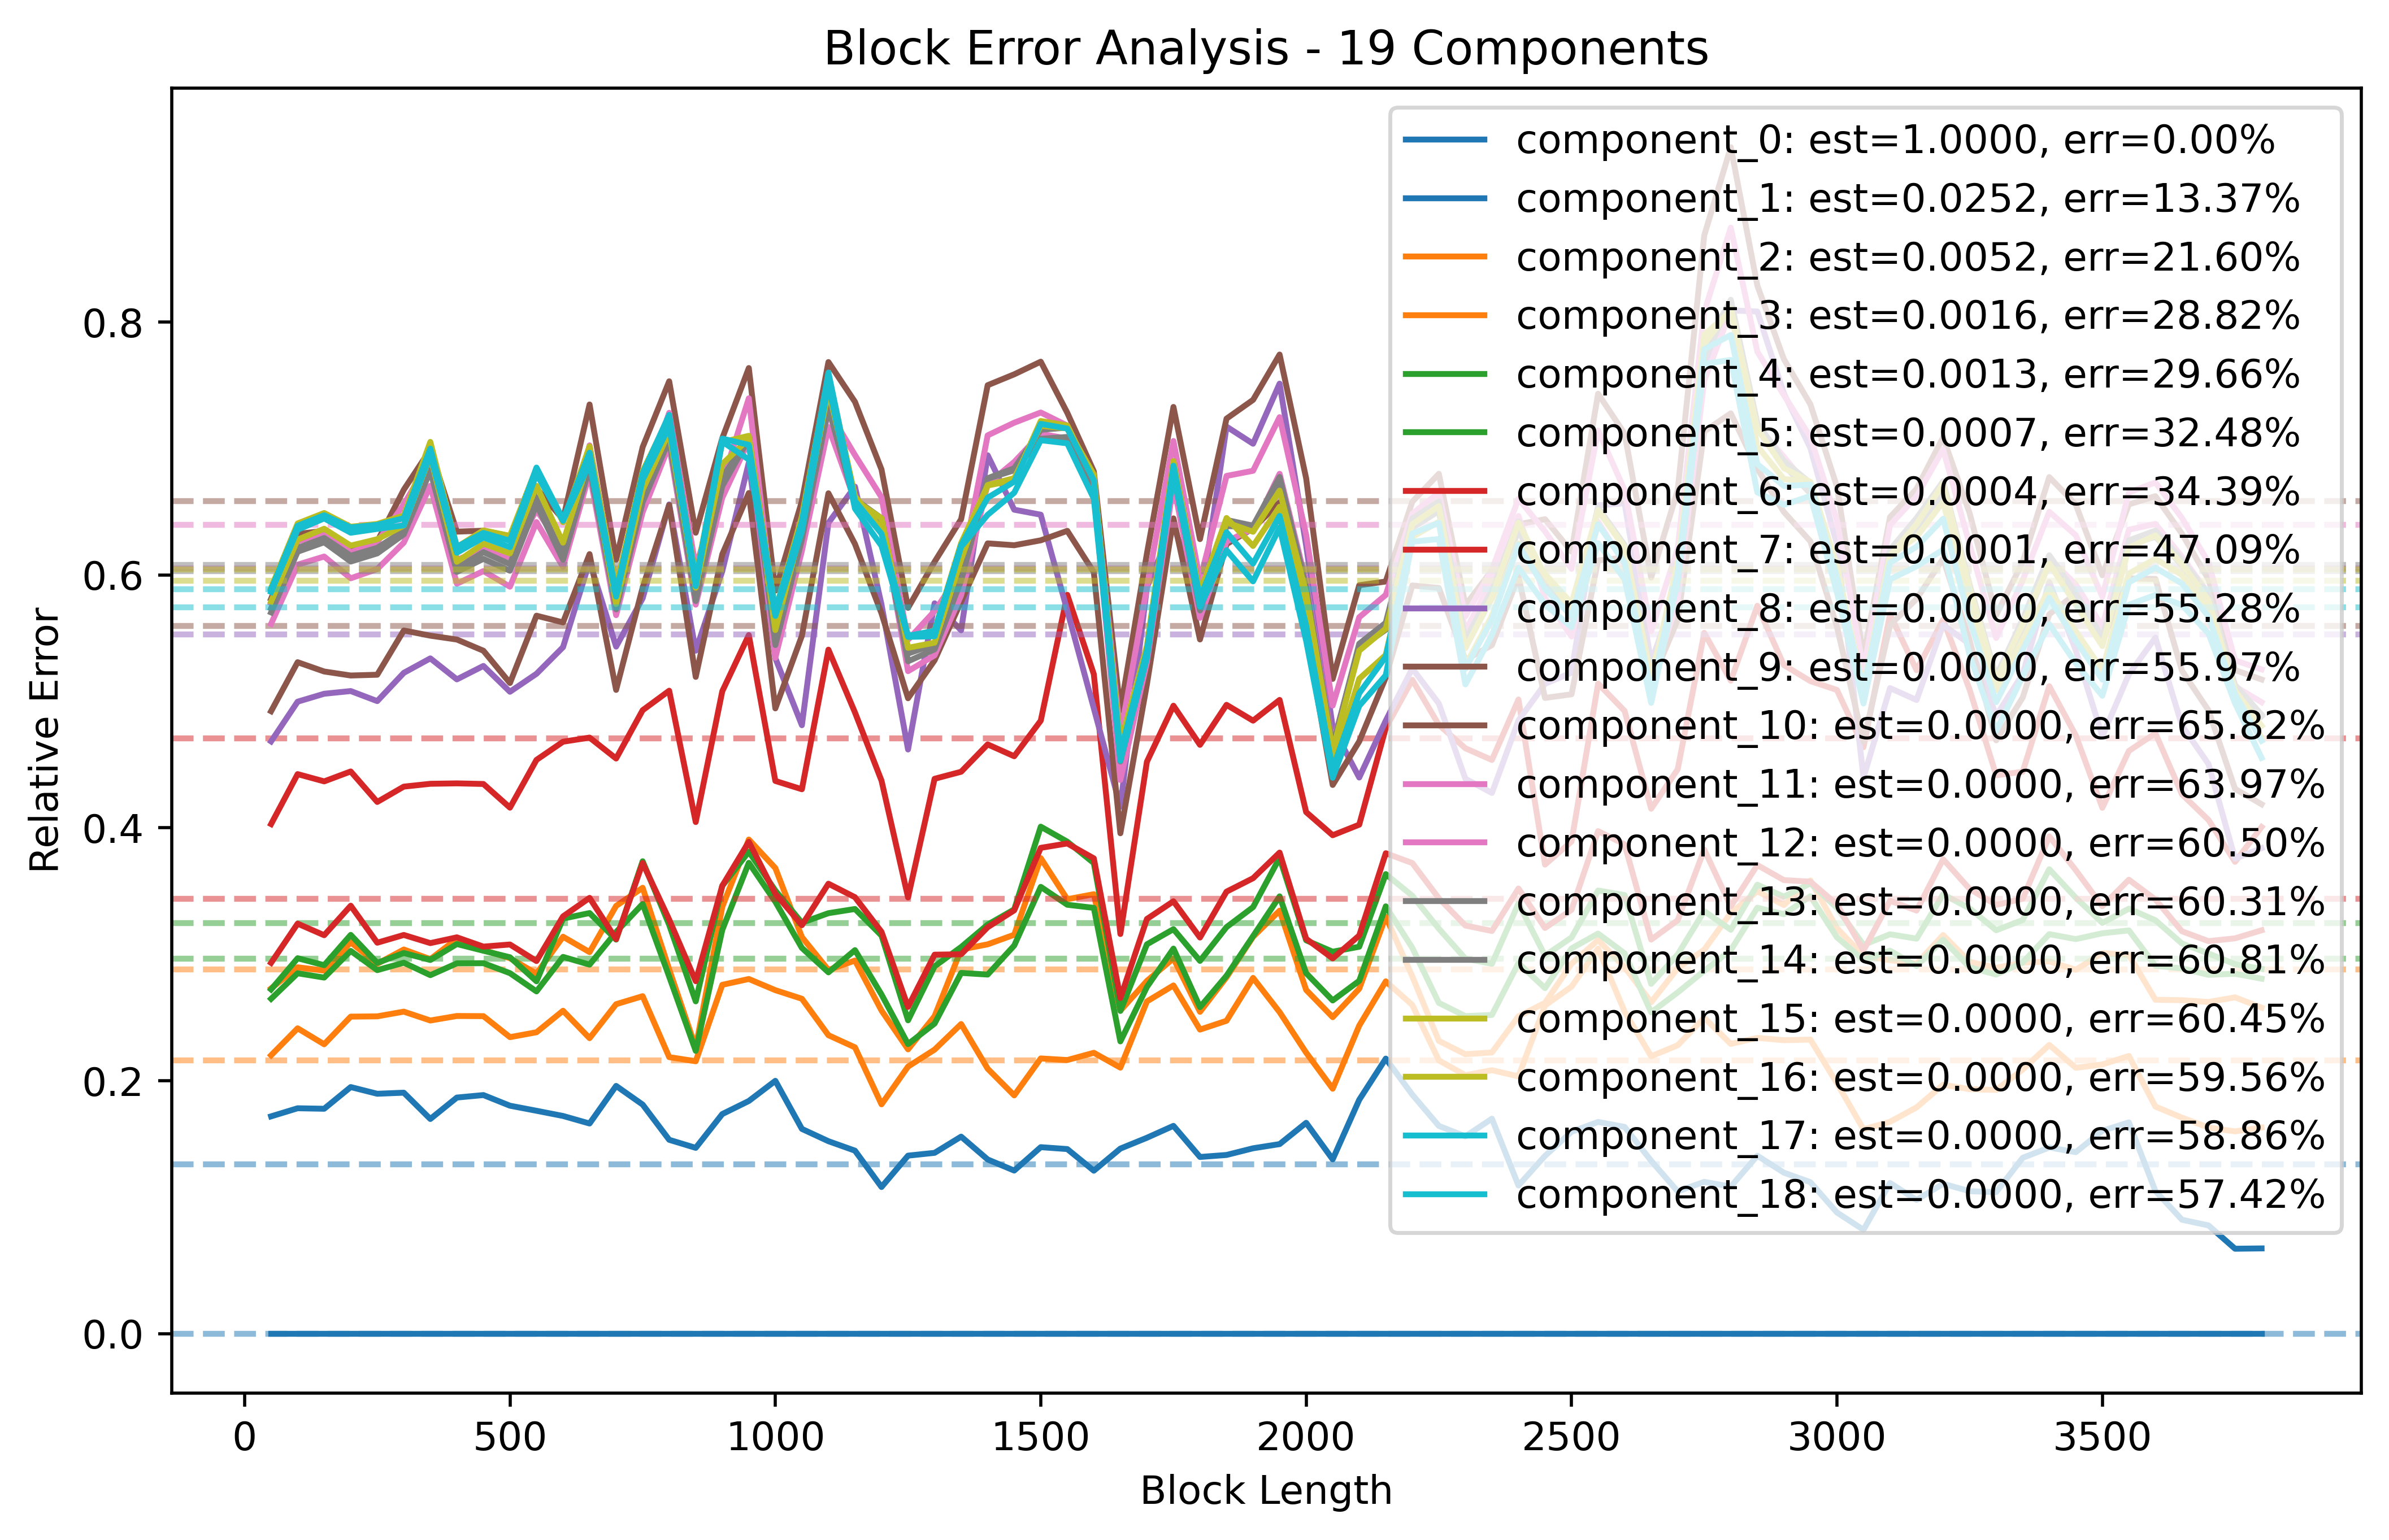 Block Error Analysis - 19 Components
Relative Error
0.8
0.6
0.4
0.2
0.0
component_0: est=1.0000, err=0.00%
component_1: est=0.0252, err=13.37%
component_2: est=0.0052, err=21.60%
component_3: est=0.0016, err=28.82%
component_4: est=0.0013, err=29.66%
component_5: est=0.0007, err=32.48%
component_6: est=0.0004, err=34.39%
component_7: est=0.0001, err=47.09%
component_8: est=0.0000, err=55.28%
component_9: est=0.0000, err=55.97%
component_10: est=0.0000, err=65.82%
component_11: est=0.0000, err=63.97%
component_12: est=0.0000, err=60.50%
component_13: est=0.0000, err=60.31%
component_14: est=0.0000, err=60.81%
component_15: est=0.0000, err=60.45%
component_16: est=0.0000, err=59.56%
component_17: est=0.0000, err=58.86%
component_18: est=0.0000, err=57.42%
0 500 1000 1500 2000 2500 3000 3500
Block Length